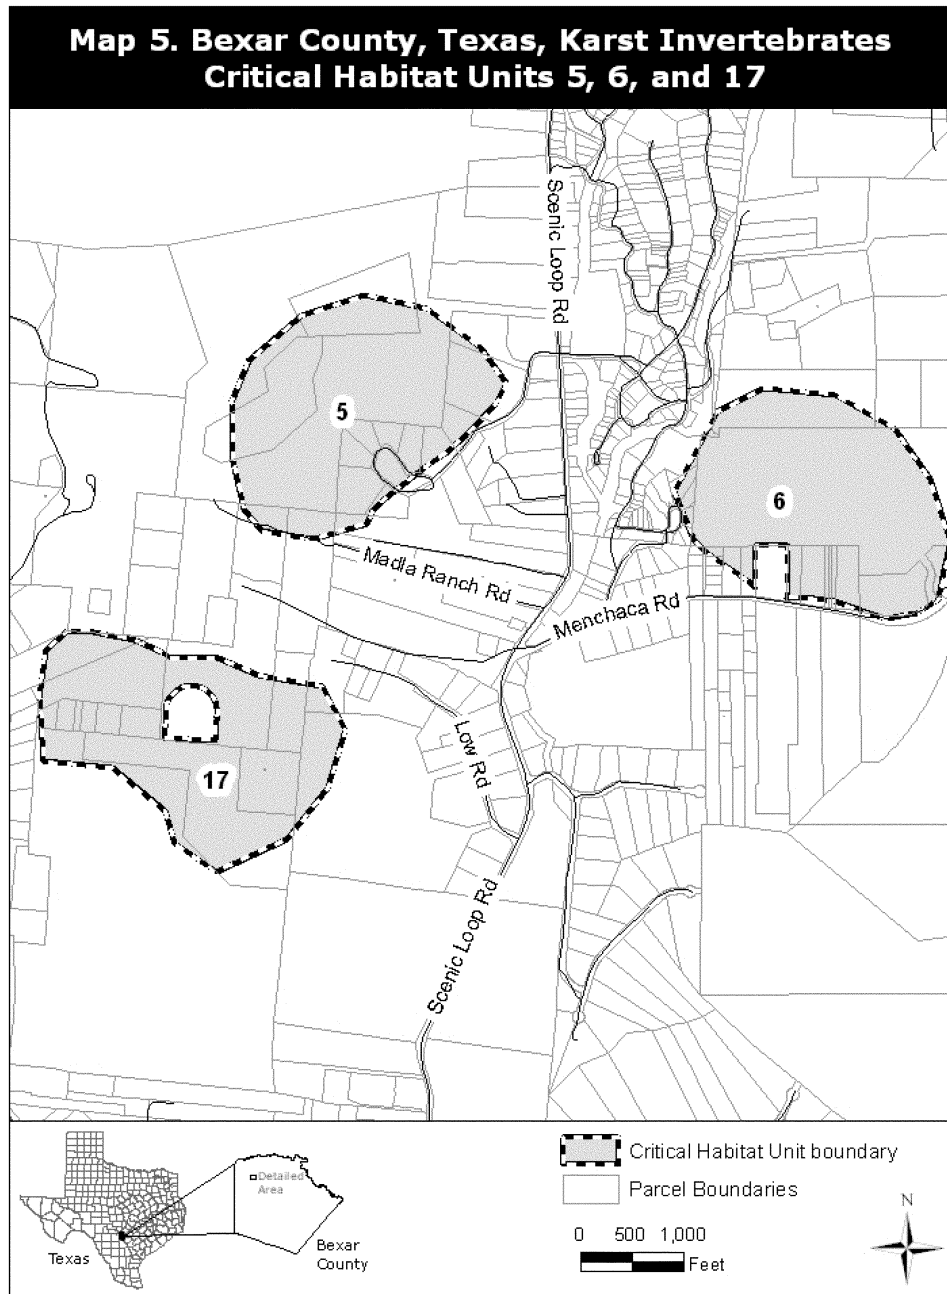 Map 5. Bexar County, Texas, Karst Invertebrates
Critical Habitat Units 5, 6, and 17
Scenic Loop Rd
5
6
Madla Ranch Rd
Menchaca Rd
Low Rd
17
Scenic Loop Rd
Critical Habitat Unit boundary
Detailed
Area
Parcel Boundaries
N
0 500 1,000
Feet
Texas
Bexar
County